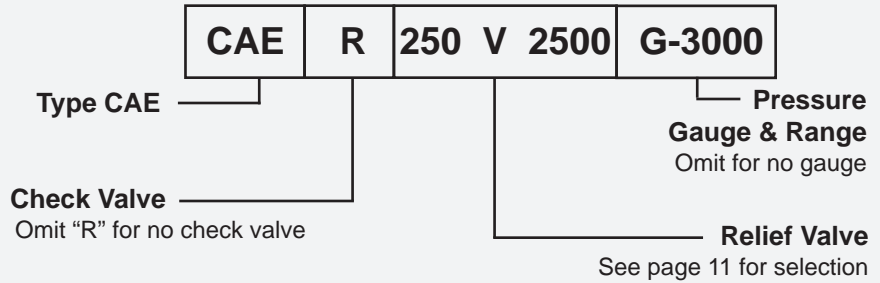 CAE R 250 V 2500 G-3000
Type CAE
Pressure
Gauge & Range
Omit for no gauge
Check Valve
Omit “R” for no check valve
Relief Valve
See page 11 for selection